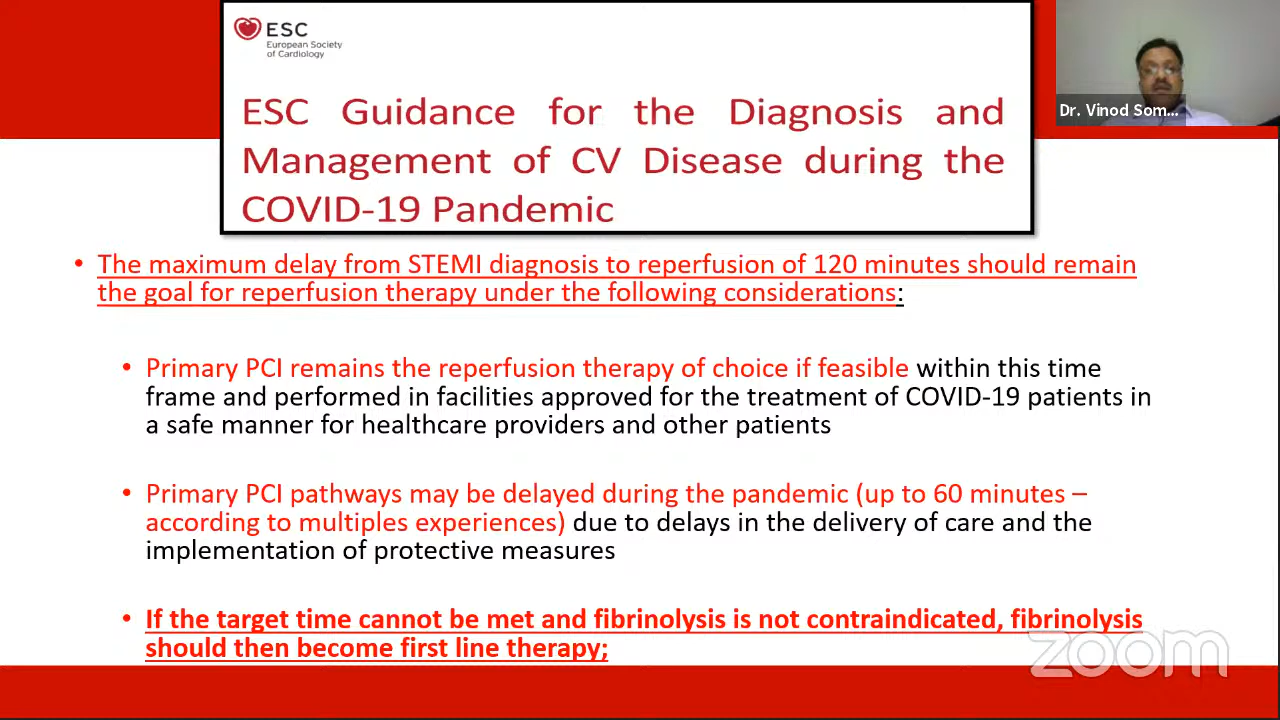 ESC
European Society
of Cardiology
ESC Guidance for the Diagnosis and
Management of CV Disease during the
COVID-19 Pandemic
Dr. Vinod Som...
• The maximum delay from STEMI diagnosis to reperfusion of 120 minutes should remain
the goal for reperfusion therapy under the following considerations:
• Primary PCI remains the reperfusion therapy of choice if feasible within this time
frame and performed in facilities approved for the treatment of COVID-19 patients in
a safe manner for healthcare providers and other patients
• Primary PCI pathways may be delayed during the pandemic (up to 60 minutes –
according to multiples experiences) due to delays in the delivery of care and the
implementation of protective measures
• If the target time cannot be met and fibrinolysis is not contraindicated, fibrinolysis
should then become first line therapy;
zoom